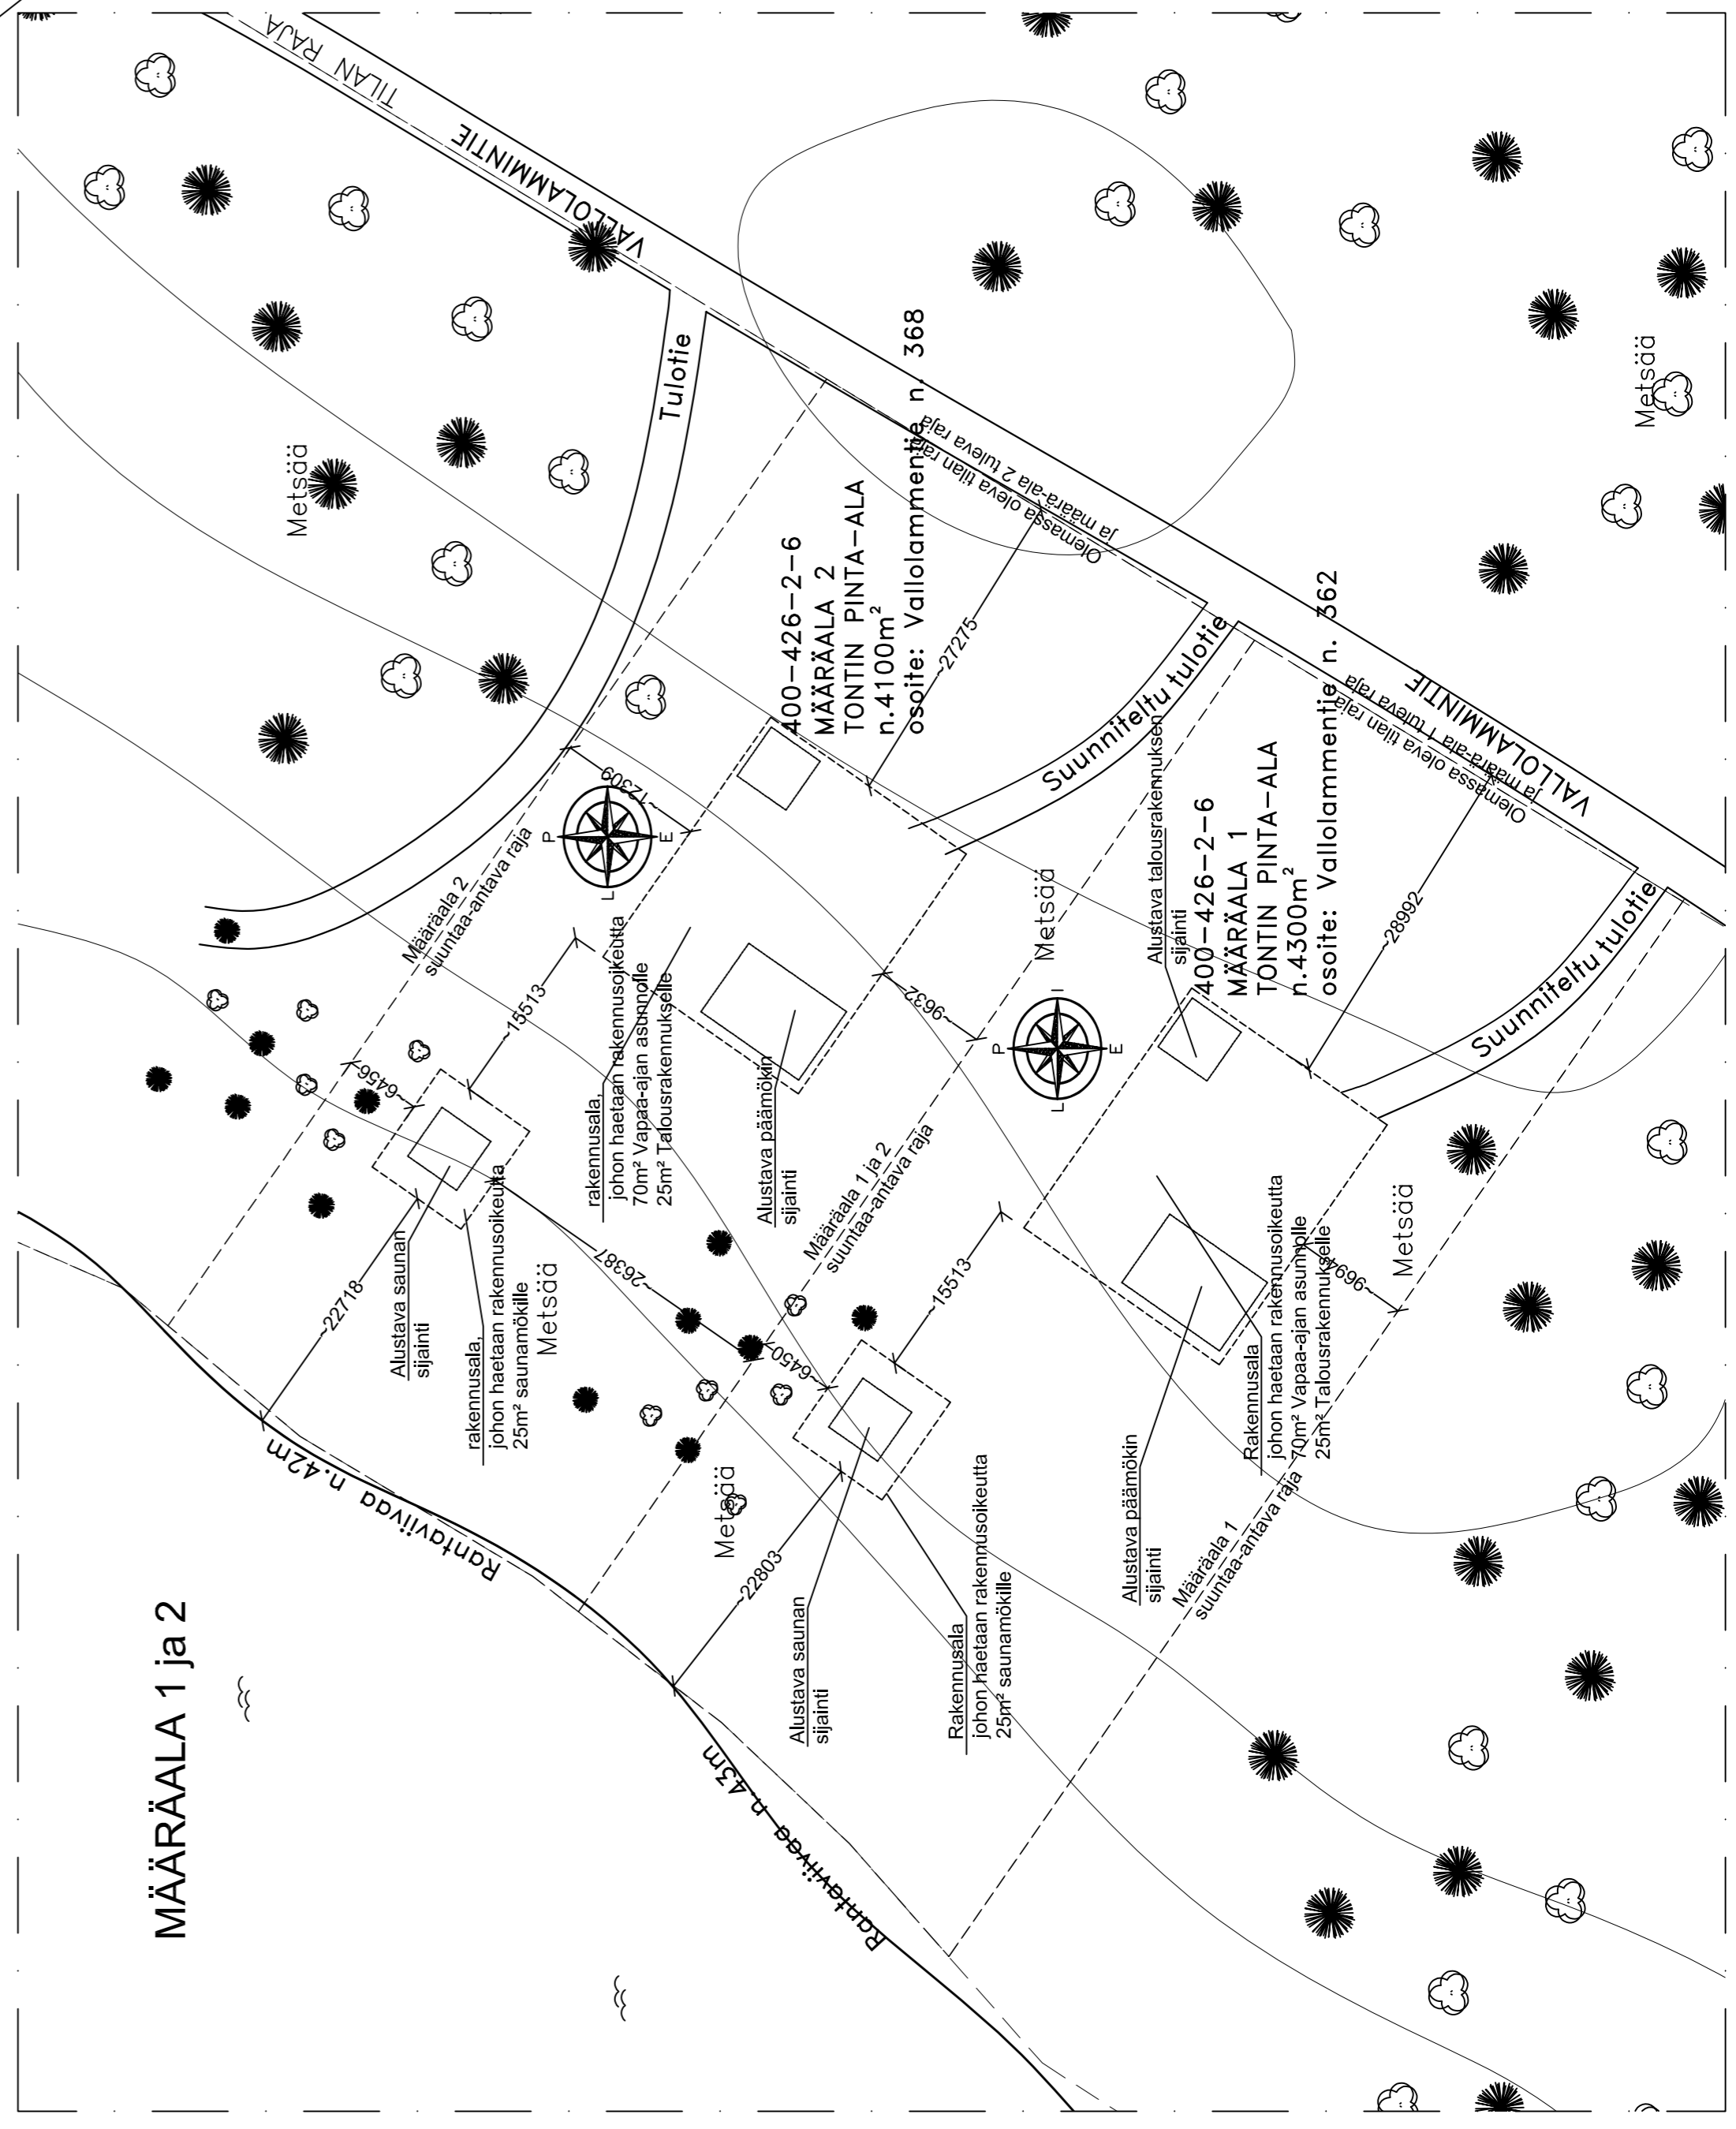 MÄÄRÄALA 1 ja 2
TILAN RAJA
VALLOLAMMINTIE
Tulotie
Metsää
400-426-2-6
MÄÄRÄALA 2
TONTIN PINTA-ALA
n.4100m²
osoite: Vallolammentie n. 368
Olemassa oleva tilan raja
ja määrä-ala 2 tuleva raja
~27275
Suunniteltu tulotie
~12309
P
E
L
Määräala 2
suuntaa-antava raja
~15513
~6456
rakennusala,
johon haetaan rakennusoikeutta
70m² Vapaa-ajan asunnolle
25m² Talousrakennukselle
Alustava päämökin
sijainti
~9632
Metsää
~22718
Alustava saunan
sijainti
rakennusala,
johon haetaan rakennusoikeutta
25m² saunamökille
Metsää
~26387
Rantaviivaa n.42m
Määräala 1 ja 2
suuntaa-antava raja
Alustava talousrakennuksen
sijainti
400-426-2-6
MÄÄRÄALA 1
TONTIN PINTA-ALA
n.4300m²
osoite: Vallolammentie n. 362
Olemassa oleva tilan raja
ja määrä-ala 1 tuleva raja
VALLOLAMMINTIE
~28992
Suunniteltu tulotie
P
I
E
L
~15513
~6450
~9694
Metsää
Rakennusala
johon haetaan rakennusoikeutta
70m² Vapaa-ajan asunnolle
25m² Talousrakennukselle
Alustava päämökin
sijainti
Määräala 1
suuntaa-antava raja
Metsää
~22803
Alustava saunan
sijainti
Rakennusala
johon haetaan rakennusoikeutta
25m² saunamökille
Rantaviivaa n.43m
Metsää